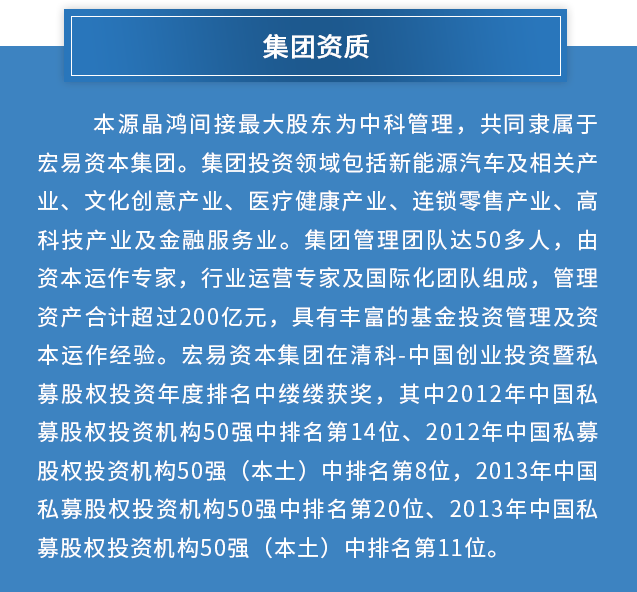 集团资质
本源晶鸿间接最大股东为中科管理，共同隶属于
宏易资本集团。集团投资领域包括新能源汽车及相关产
业、文化创意产业、医疗健康产业、连锁零售产业、高
科技产业及金融服务业。集团管理团队达50多人，由
资本运作专家，行业运营专家及国际化团队组成，管理
资产合计超过200亿元，具有丰富的基金投资管理及资
本运作经验。宏易资本集团在清科-中国创业投资暨私
募股权投资年度排名中缕缕获奖，其中2012年中国私
募股权投资机构50强中排名第14位、2012年中国私募
股权投资机构50强（本土）中排名第8位，2013年中国
私募股权投资机构50强中排名第20位、2013年中国私
募股权投资机构50强（本土）中排名第11位。